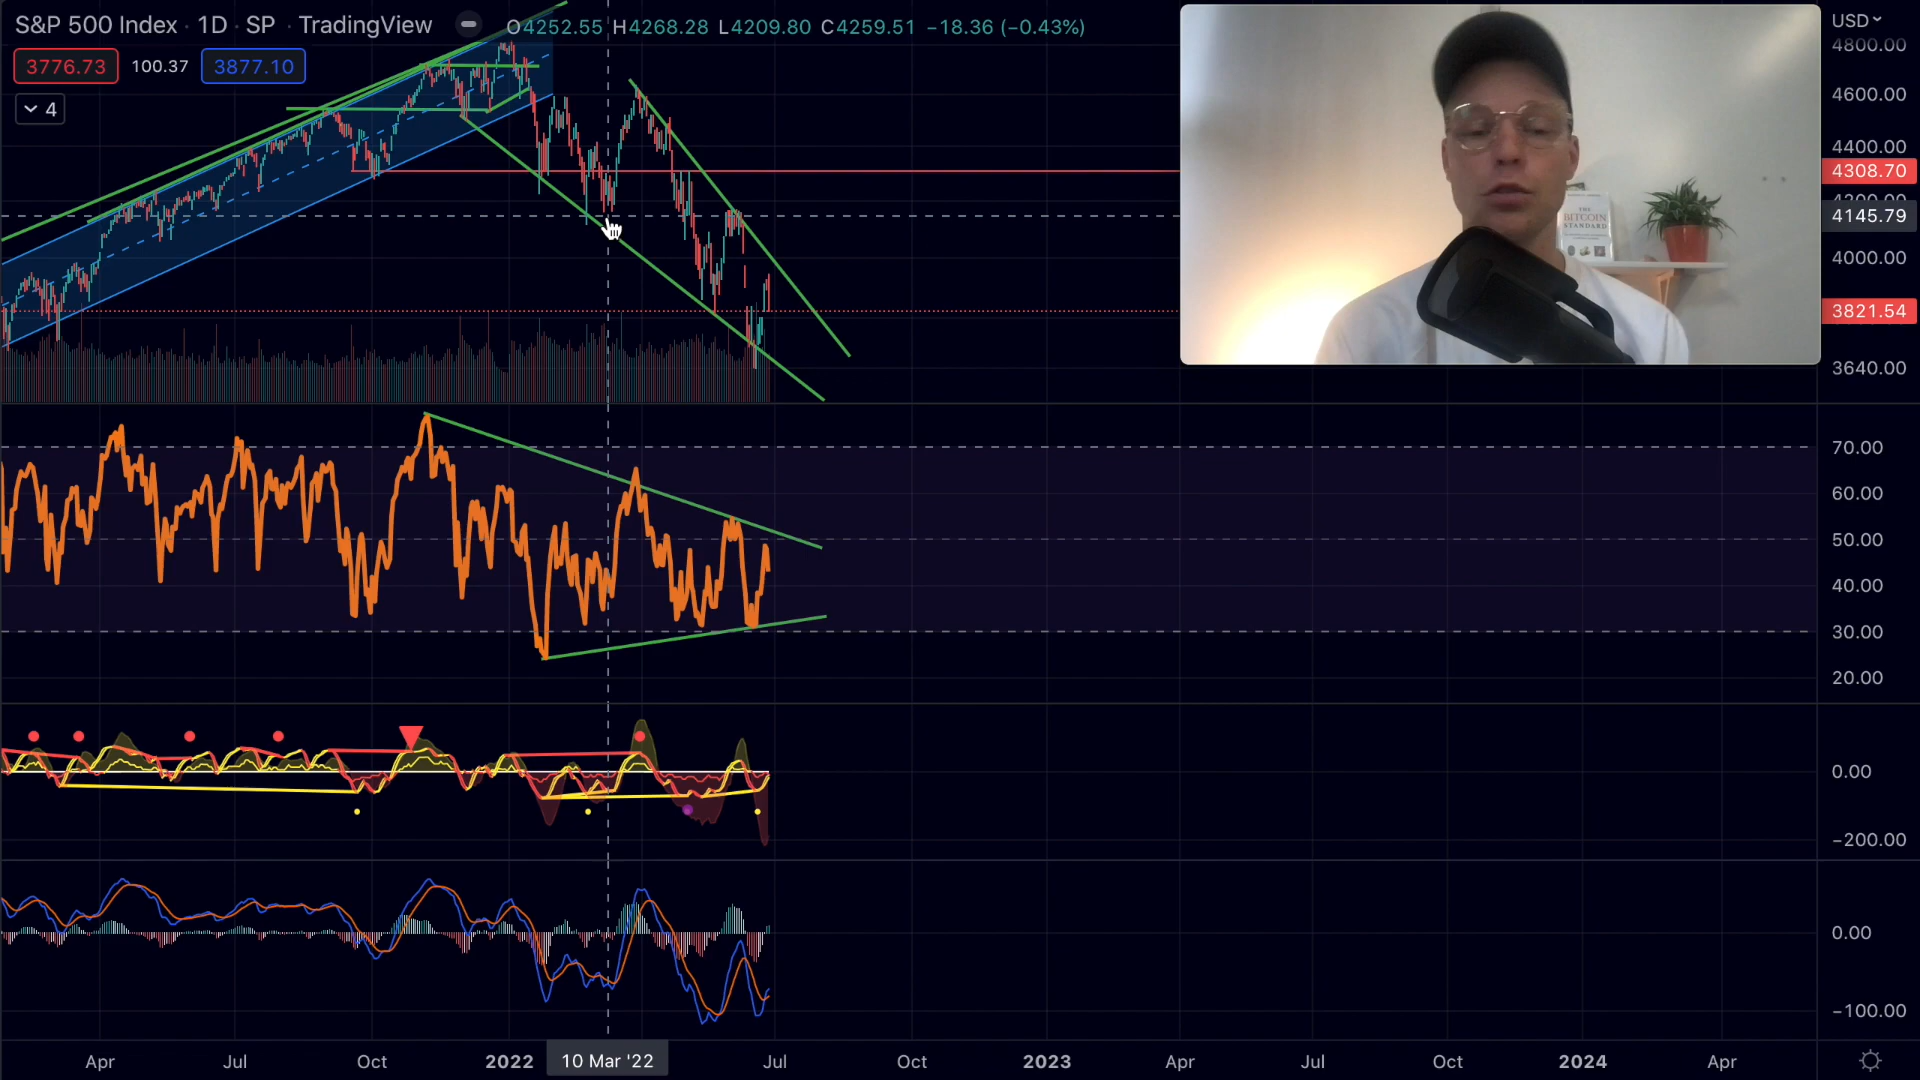 S&P 500 Index · 1D · SP · TradingView
O4252.55 H4268.28 L4209.80 C4259.51 −18.36 (−0.43%)
USD
3776.73 100.37 3877.10
4
4800.00
4600.00
4400.00
4308.70
4145.79
4000.00
3821.54
3640.00
THE
BITCOIN
STANDARD
70.00
60.00
50.00
40.00
30.00
20.00
0.00
−200.00
0.00
−100.00
Apr Jul Oct 2022 10 Mar '22 Jul Oct 2023 Apr Jul Oct 2024 Apr